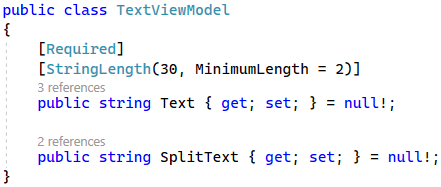 public class TextViewModel
{
[Required]
[StringLength(30, MinimumLength = 2)]
3 references
public string Text { get; set; } = null!;
2 references
public string SplitText { get; set; } = null!;
}